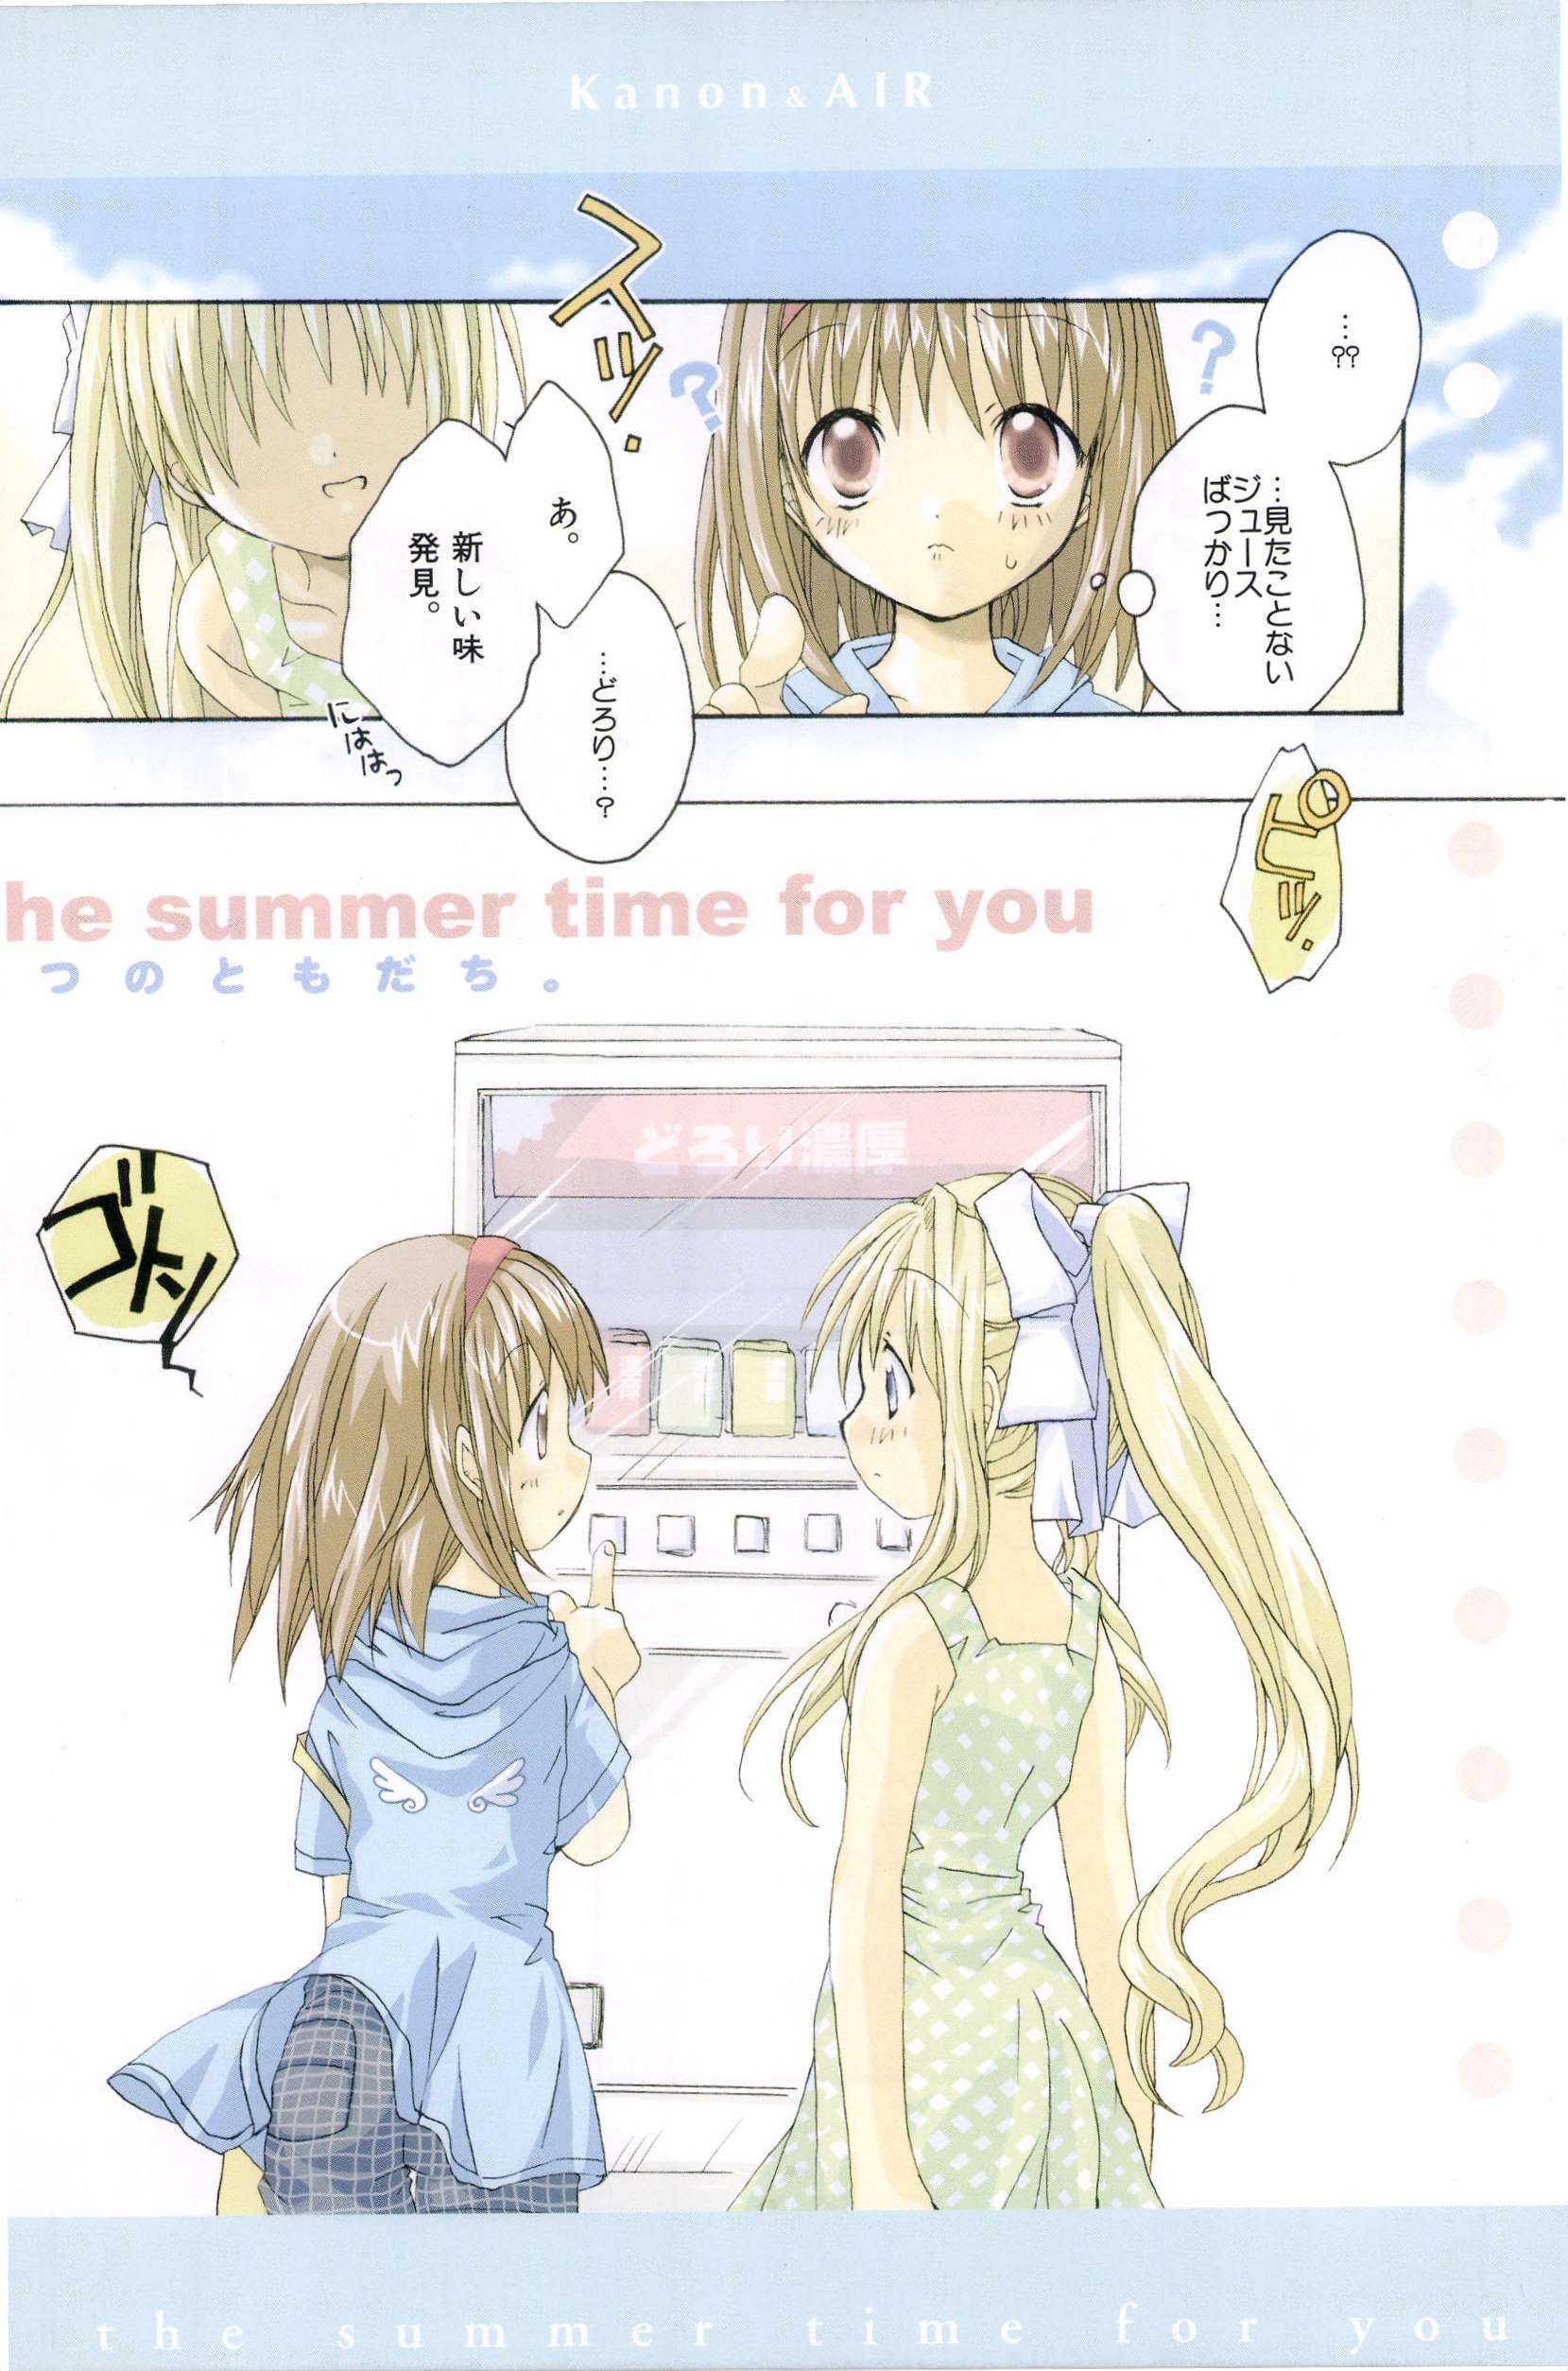 Kanon & AIR
…??
…見たことない
ジュース
ばっかり…
?
?
スッ.
あ。
新しい味
発見。
…どろり…?
にははっ
ピッ.
he summer time for you
つのともだち。
どろり濃厚
ゴトン
the summer time for you